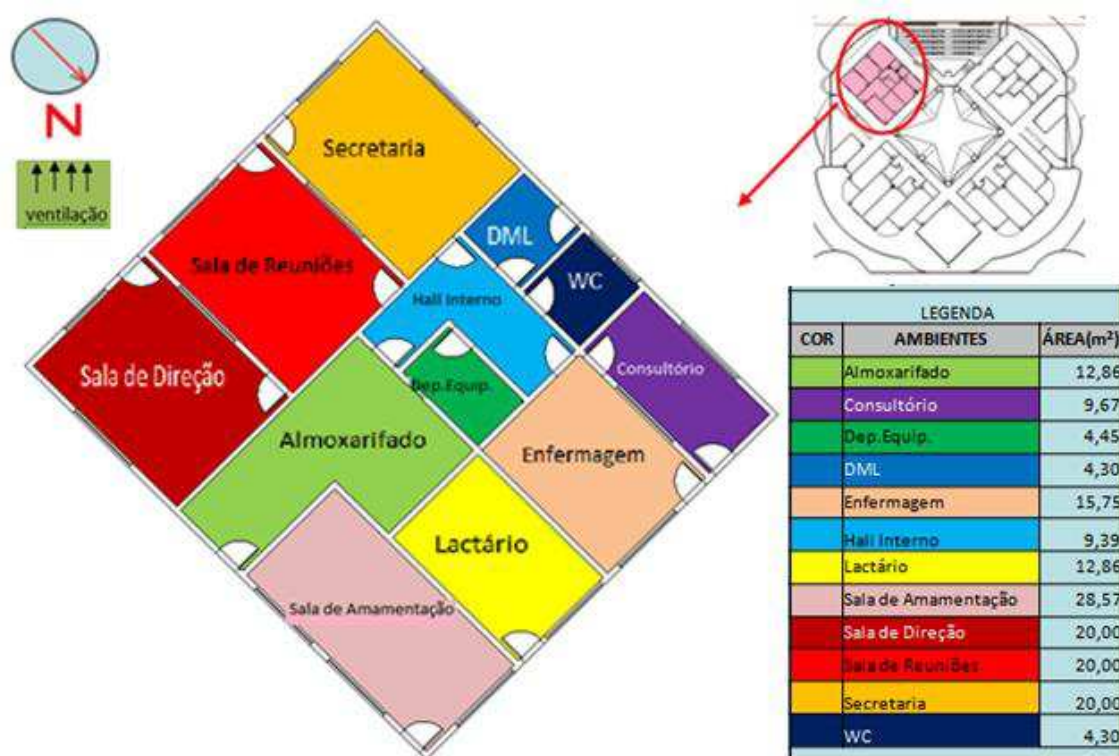 N
ventilação
Secretaria
DML
Sala de Reuniões
Hall Interno
WC
Sala de Direção
Dep.Equip.
Consultório
Almoxarifado
Enfermagem
Lactário
Sala de Amamentação
LEGENDA
COR AMBIENTES ÁREA(m²)
Almoxarifado 12,86
Consultório 9,67
Dep.Equip. 4,45
DML 4,30
Enfermagem 15,75
Hall Interno 9,39
Lactário 12,86
Sala de Amamentação 28,57
Sala de Direção 20,00
Sala de Reuniões 20,00
Secretaria 20,00
WC 4,30